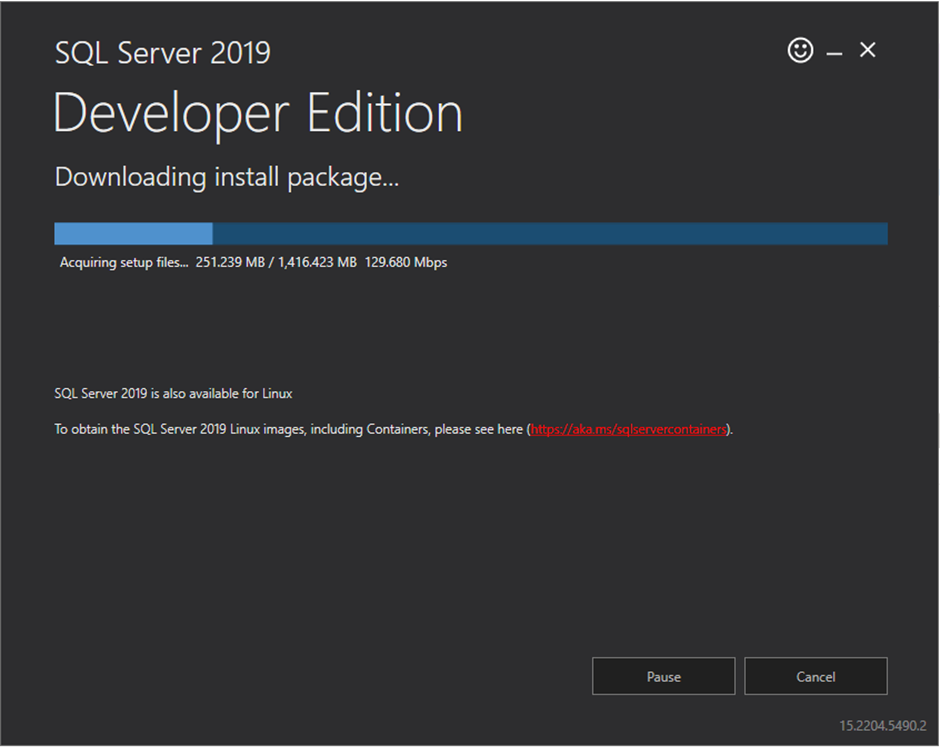 SQL Server 2019
Developer Edition
Downloading install package...
Acquiring setup files... 251.239 MB / 1,416.423 MB 129.680 Mbps
SQL Server 2019 is also available for Linux
To obtain the SQL Server 2019 Linux images, including Containers, please see here (https://aka.ms/sqlservercontainers).
Pause Cancel
15.2204.5490.2